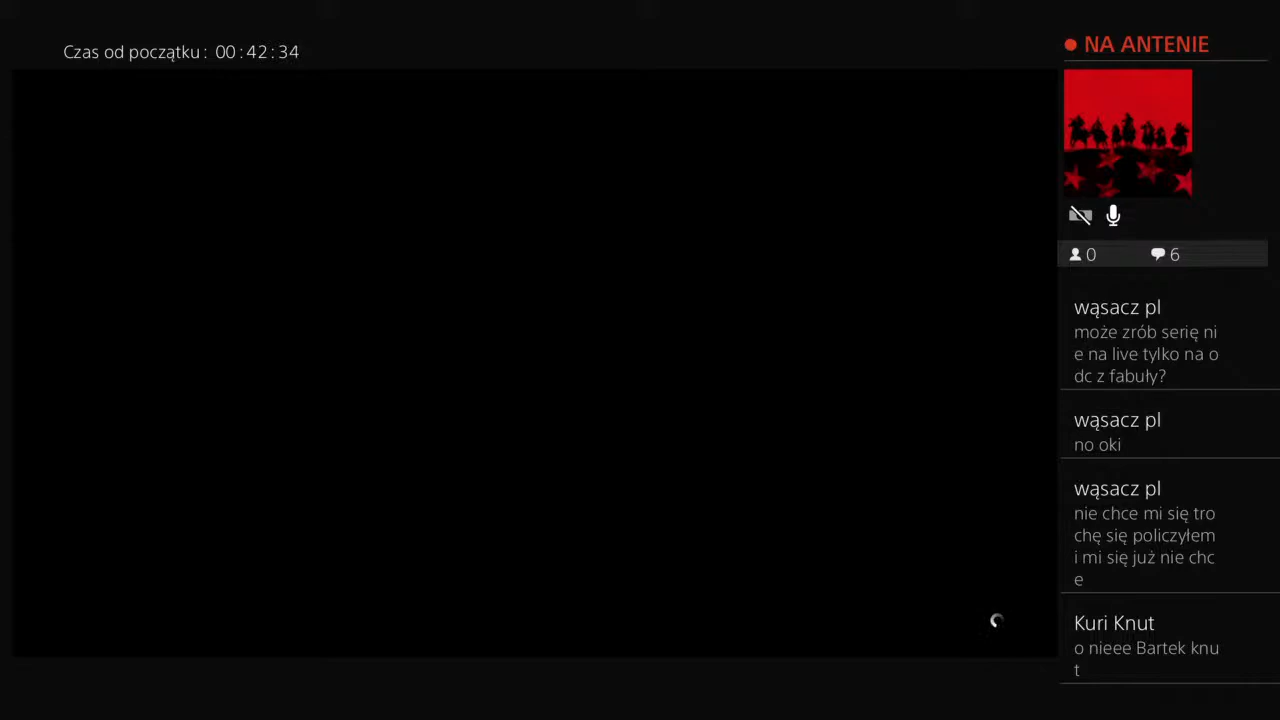 Czas od początku: 00:42:34
NA ANTENIE
0
6
wąsacz pl
może zrób serię ni
e na live tylko na o
dc z fabuły?
wąsacz pl
no oki
wąsacz pl
nie chce mi się tro
chę się policzyłem
i mi się już nie chc
e
Kuri Knut
o nieee Bartek knu
t